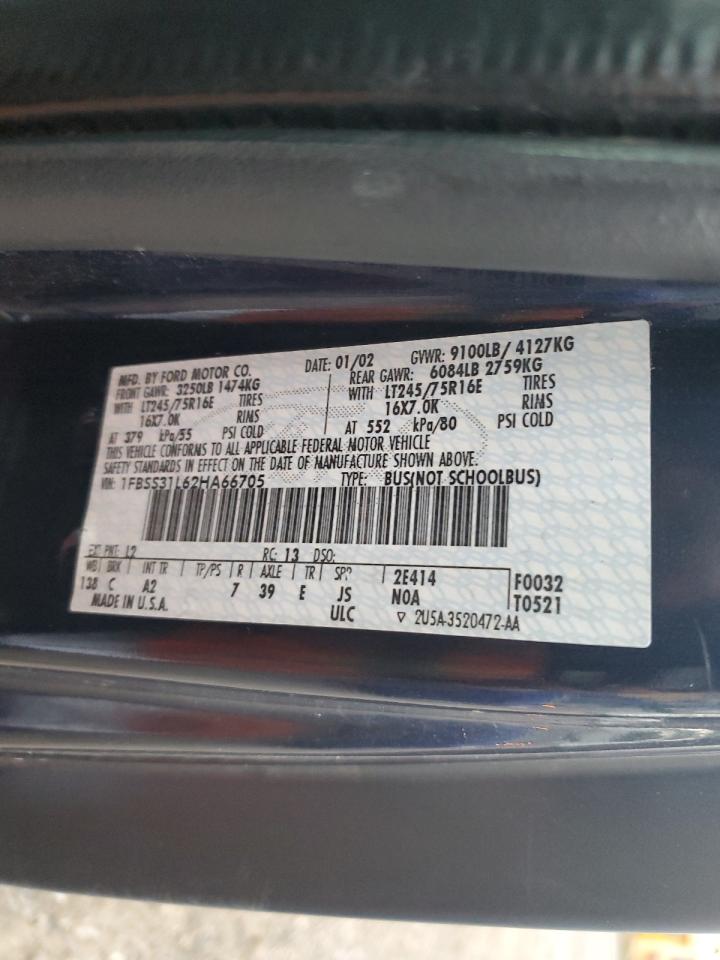 MFD. BY FORD MOTOR CO. DATE: 01/02 GVWR: 9100LB/ 4127KG
FRONT GAWR: 3250LB 1474KG REAR GAWR: 6084LB 2759KG
WITH LT245/75R16E TIRES WITH LT245/75R16E TIRES
16X7.0K RIMS 16X7.0K RIMS
AT 379 kPa/55 PSI COLD AT 552 kPa/80 PSI COLD
THIS VEHICLE CONFORMS TO ALL APPLICABLE FEDERAL MOTOR VEHICLE
SAFETY STANDARDS IN EFFECT ON THE DATE OF MANUFACTURE SHOWN ABOVE.
VIN: 1FBSS31L62HA66705 TYPE: BUS(NOT SCHOOLBUS)
EXT PNT: L2 RC: 13 DSO:
WB BRK INT TR TP/PS R AXLE TR SPR 2E414 F0032
138 C A2 7 39 E JS N0A T0521
MADE IN U.S.A. ULC ▽ 2U5A-3520472-AA